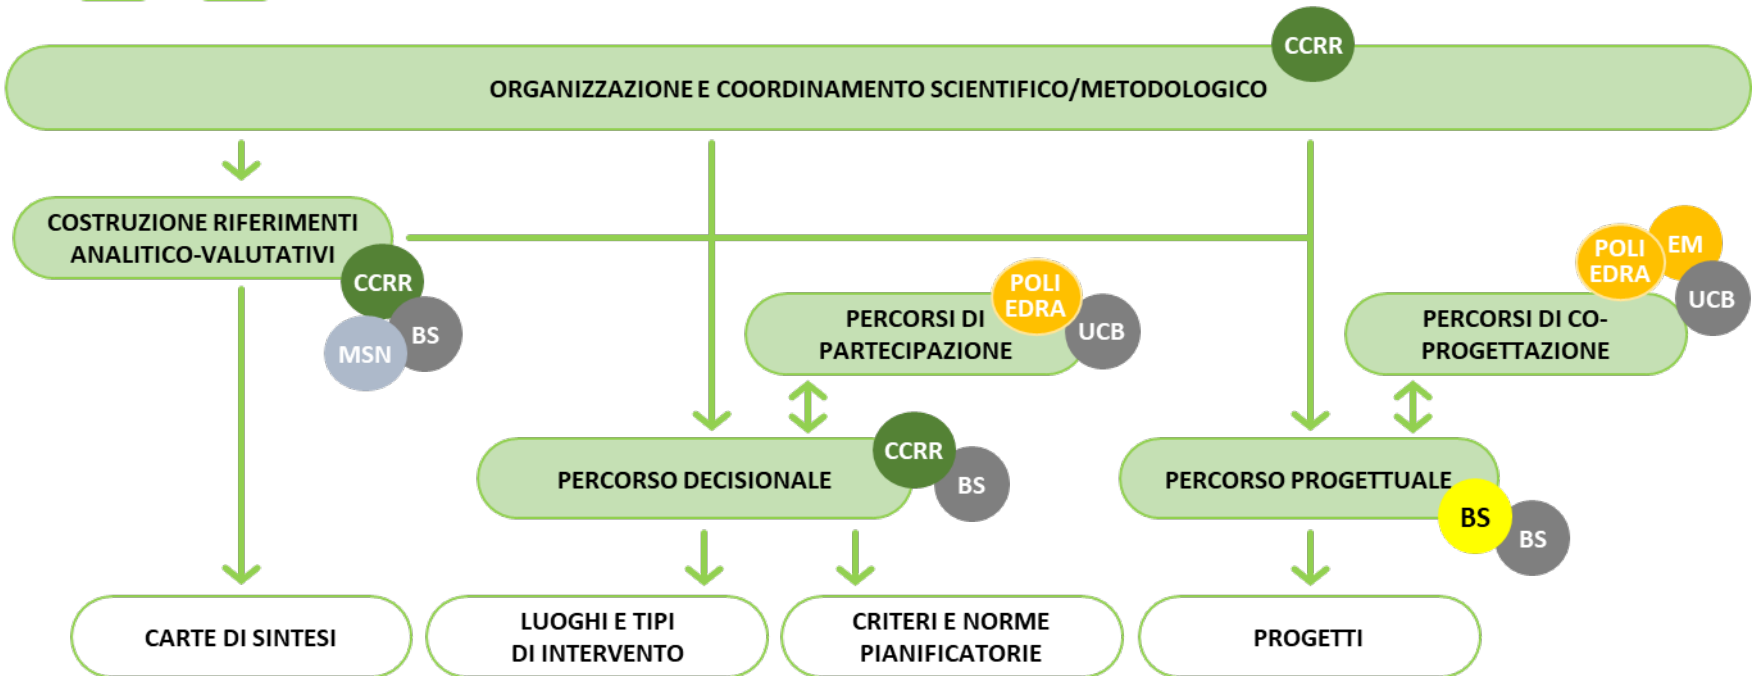 CCRR
ORGANIZZAZIONE E COORDINAMENTO SCIENTIFICO/METODOLOGICO
COSTRUZIONE RIFERIMENTI
ANALITICO-VALUTATIVI
CCRR
BS
MSN
PERCORSI DI
PARTECIPAZIONE
POLI
EDRA
UCB
PERCORSI DI CO-
PROGETTAZIONE
POLI
EDRA
EM
UCB
PERCORSO DECISIONALE
CCRR
BS
PERCORSO PROGETTUALE
BS
BS
CARTE DI SINTESI
LUOGHI E TIPI
DI INTERVENTO
CRITERI E NORME
PIANIFICATORIE
PROGETTI